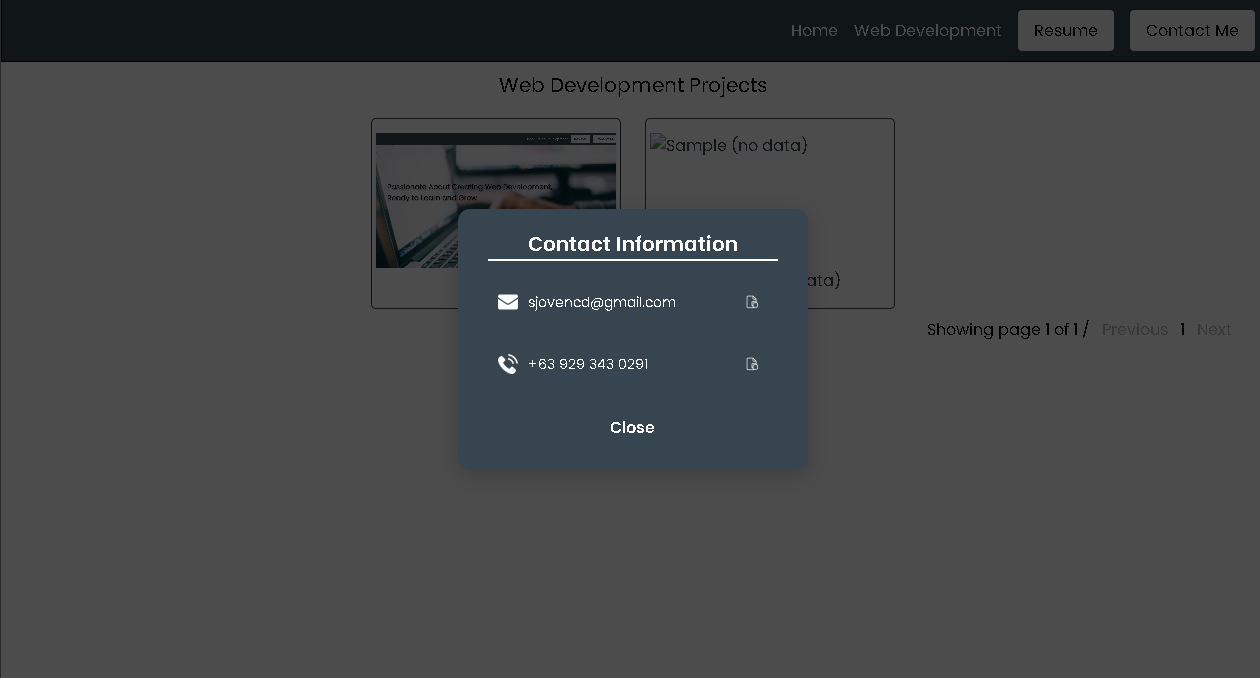 Home Web Development Resume Contact Me
Web Development Projects
Passionate About Creating Web Development,
Ready to Learn and Grow
Sample (no data)
ata)
Contact Information
sjovencd@gmail.com
+63 929 343 0291
Close
Showing page 1 of 1 / Previous 1 Next